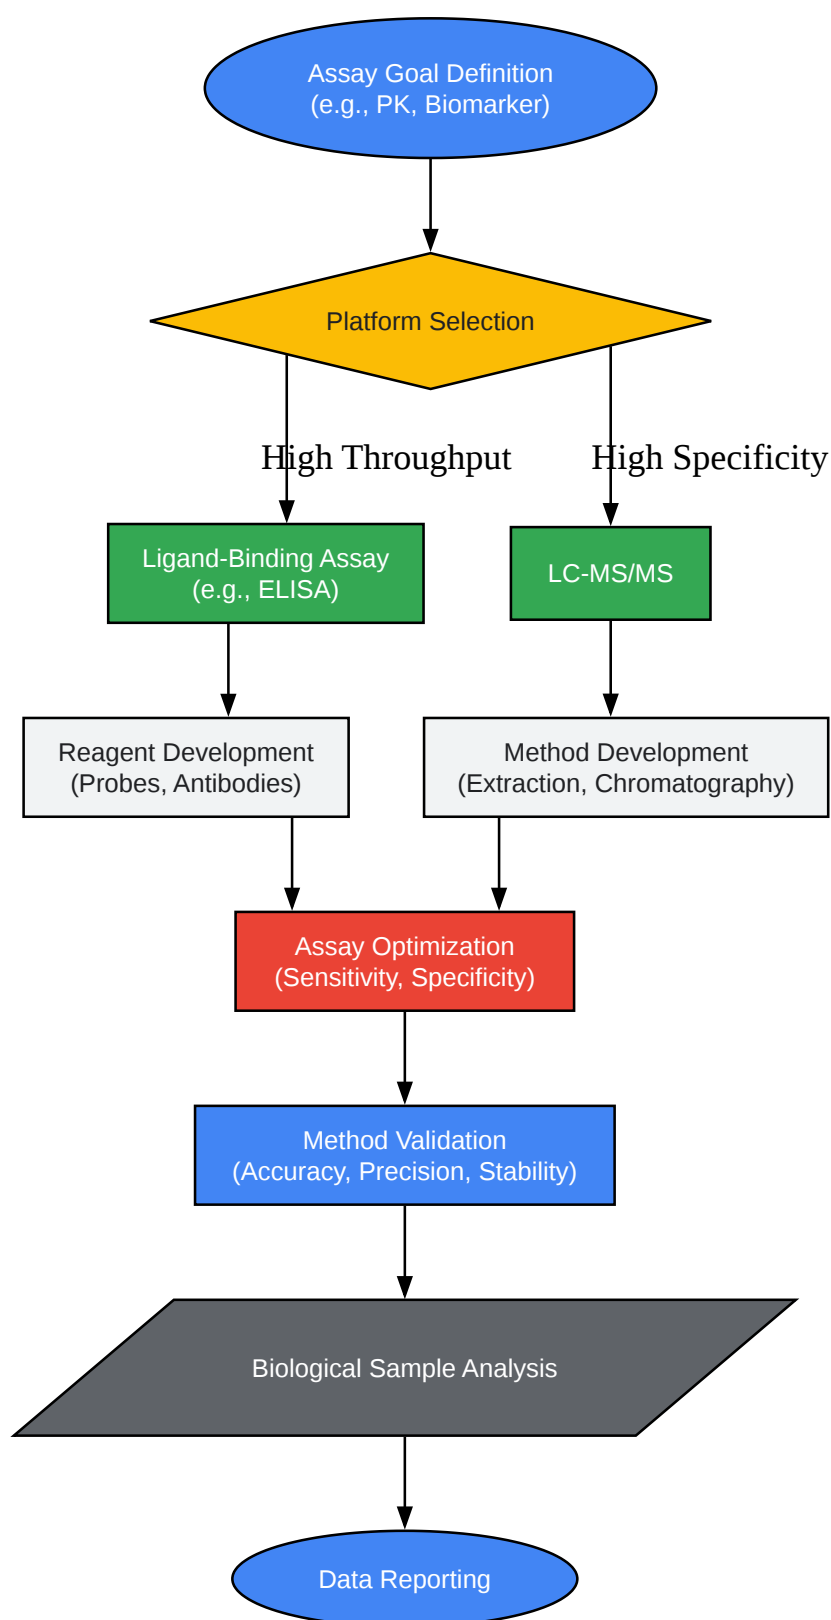 Assay Goal Definition
(e.g., PK, Biomarker)
Platform Selection
High Throughput
High Specificity
Ligand-Binding Assay
(e.g., ELISA)
LC-MS/MS
Reagent Development
(Probes, Antibodies)
Method Development
(Extraction, Chromatography)
Assay Optimization
(Sensitivity, Specificity)
Method Validation
(Accuracy, Precision, Stability)
Biological Sample Analysis
Data Reporting